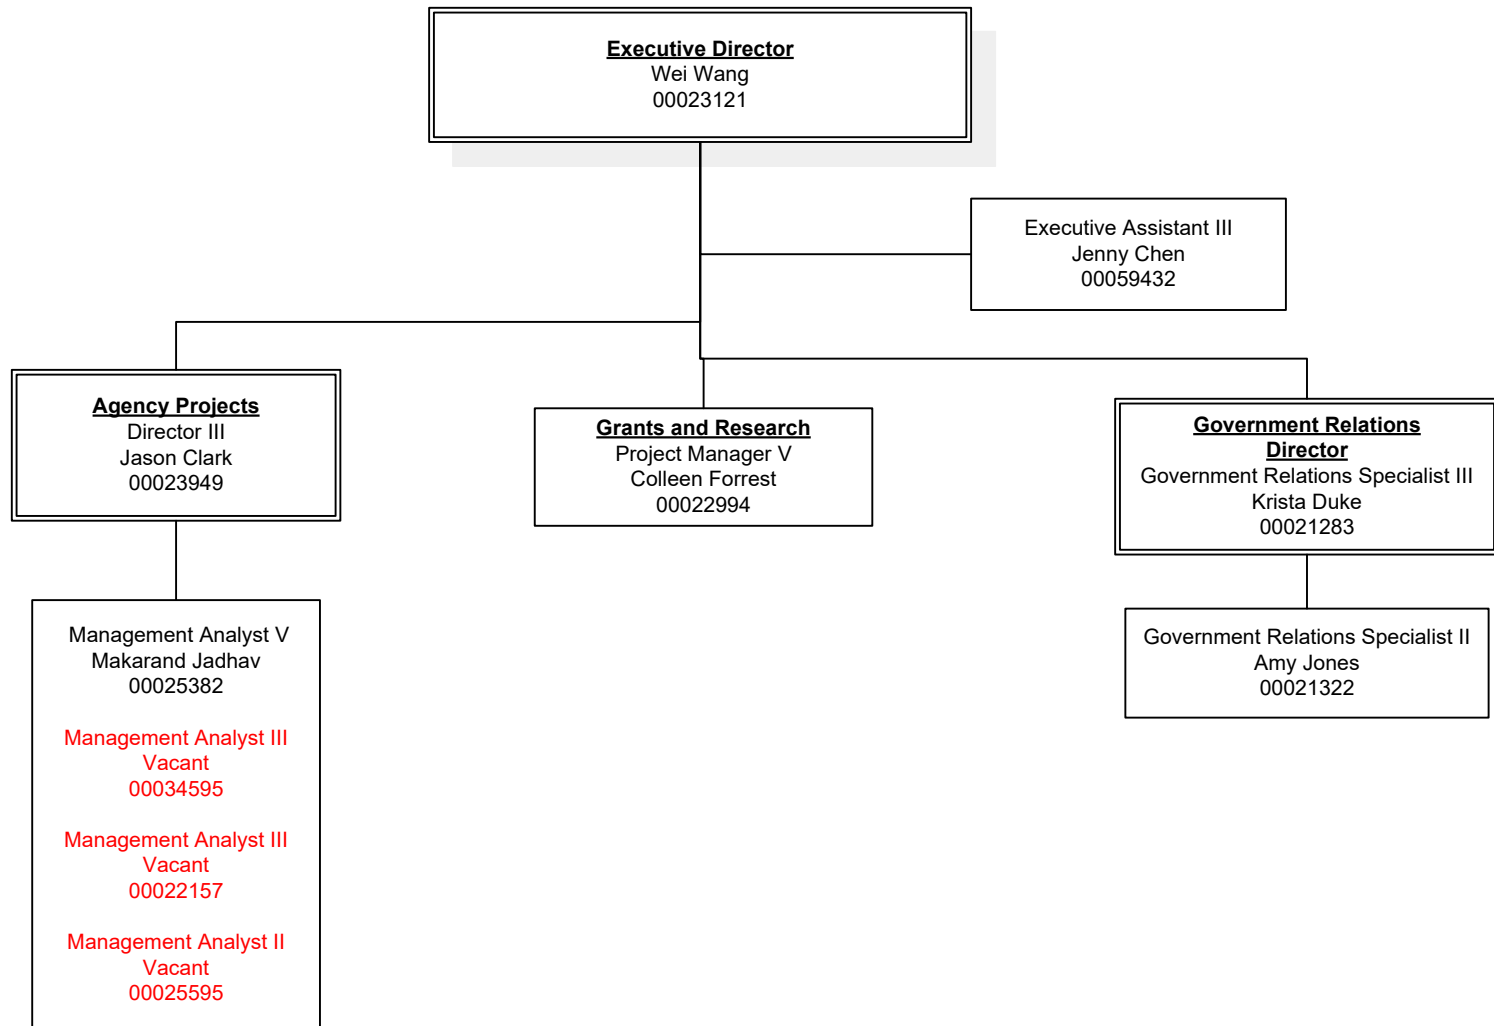 Executive Director
Wei Wang
00023121
Executive Assistant III
Jenny Chen
00059432
Agency Projects
Director III
Jason Clark
00023949
Grants and Research
Project Manager V
Colleen Forrest
00022994
Government Relations
Director
Government Relations Specialist III
Krista Duke
00021283
Management Analyst V
Makarand Jadhav
00025382
Management Analyst III
Vacant
00034595
Management Analyst III
Vacant
00022157
Management Analyst II
Vacant
00025595
Government Relations Specialist II
Amy Jones
00021322